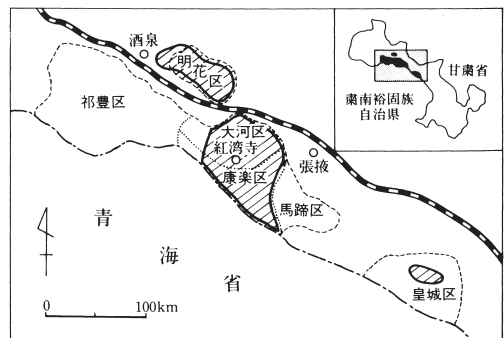 酒泉
明花区
祁豊区
甘粛省
粛南裕固族
自治県
大河区
紅湾寺
康楽区
張掖
馬蹄区
皇城区
青海省
0
100km